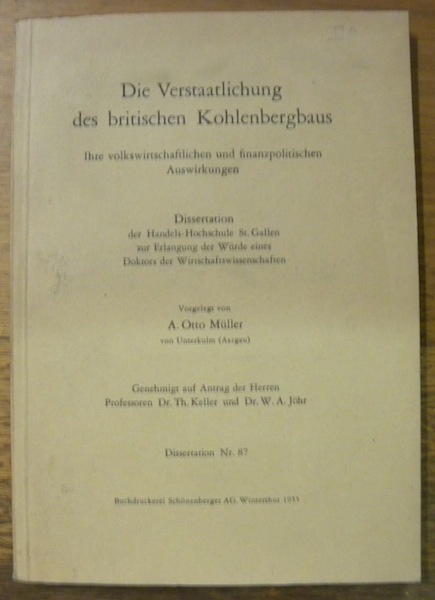 Die Verstaatlichung
des britischen Kohlenbergbaus
Ihre volkswirtschaftlichen und finanzpolitischen
Auswirkungen
Dissertation
der Handels-Hochschule St. Gallen
zur Erlangung der Würde eines
Doktors der Wirtschaftswissenschaften
Vorgelegt von
A. Otto Müller
von Unterkulm (Aargau)
Genehmigt auf Antrag der Herren
Professoren Dr. Th. Keller und Dr. W. A. Jöhr
Dissertation Nr. 87
Buchdruckerei Schönenberger AG. Winterthur